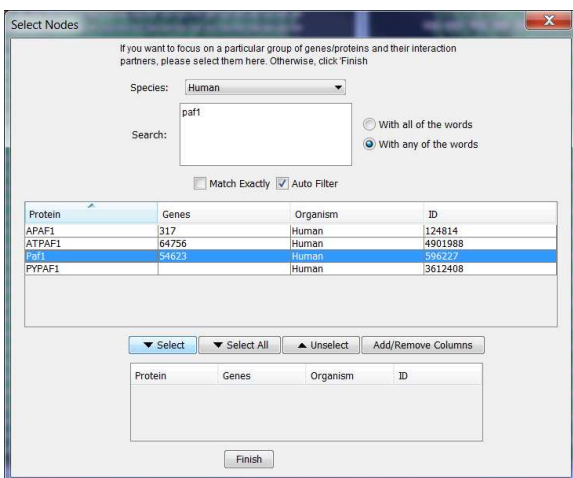 Select Nodes
If you want to focus on a particular group of genes/proteins and their interaction
partners, please select them here. Otherwise, click 'Finish
Species: Human
Search: paf1
With all of the words
With any of the words
Match Exactly Auto Filter
Protein Genes Organism ID
APAF1 317 Human 124814
ATPAF1 64756 Human 4901988
Paf1 54623 Human 596227
PYPAF1 Human 3612408
Select Select All Unselect Add/Remove Columns
Protein Genes Organism ID
Finish